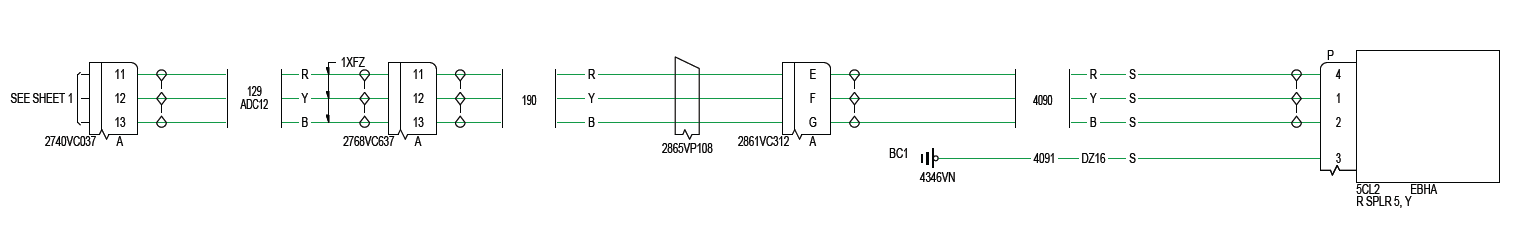 P
1XFZ
11 R 11 E R S 4
129
ADC12
SEE SHEET 1 12 Y 12 190 Y F 4090 Y S 1
13 B 13 B G B S 2
2740VC037 A 2768VC637 A 2865VP108 2861VC312 A
BC1 4091 DZ16 S 3
4346VN
5CL2 EBHA
R SPLR 5, Y